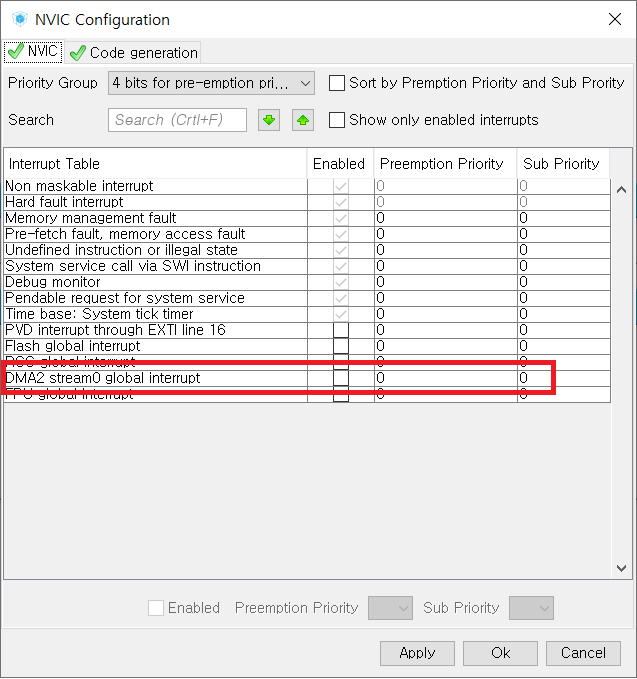 NVIC Configuration
NVIC Code generation
Priority Group 4 bits for pre-emption pri... Sort by Premption Priority and Sub Prority
Search Search (Crtl+F) Show only enabled interrupts
Interrupt Table Enabled Preemption Priority Sub Priority
Non maskable interrupt 0 0
Hard fault interrupt 0 0
Memory management fault 0 0
Pre-fetch fault, memory access fault 0 0
Undefined instruction or illegal state 0 0
System service call via SWI instruction 0 0
Debug monitor 0 0
Pendable request for system service 0 0
Time base: System tick timer 0 0
PVD interrupt through EXTI line 16 0 0
Flash global interrupt 0 0
RCC global interrupt 0 0
DMA2 stream0 global interrupt 0 0
FPU global interrupt 0 0
Enabled Preemption Priority Sub Priority
Apply Ok Cancel